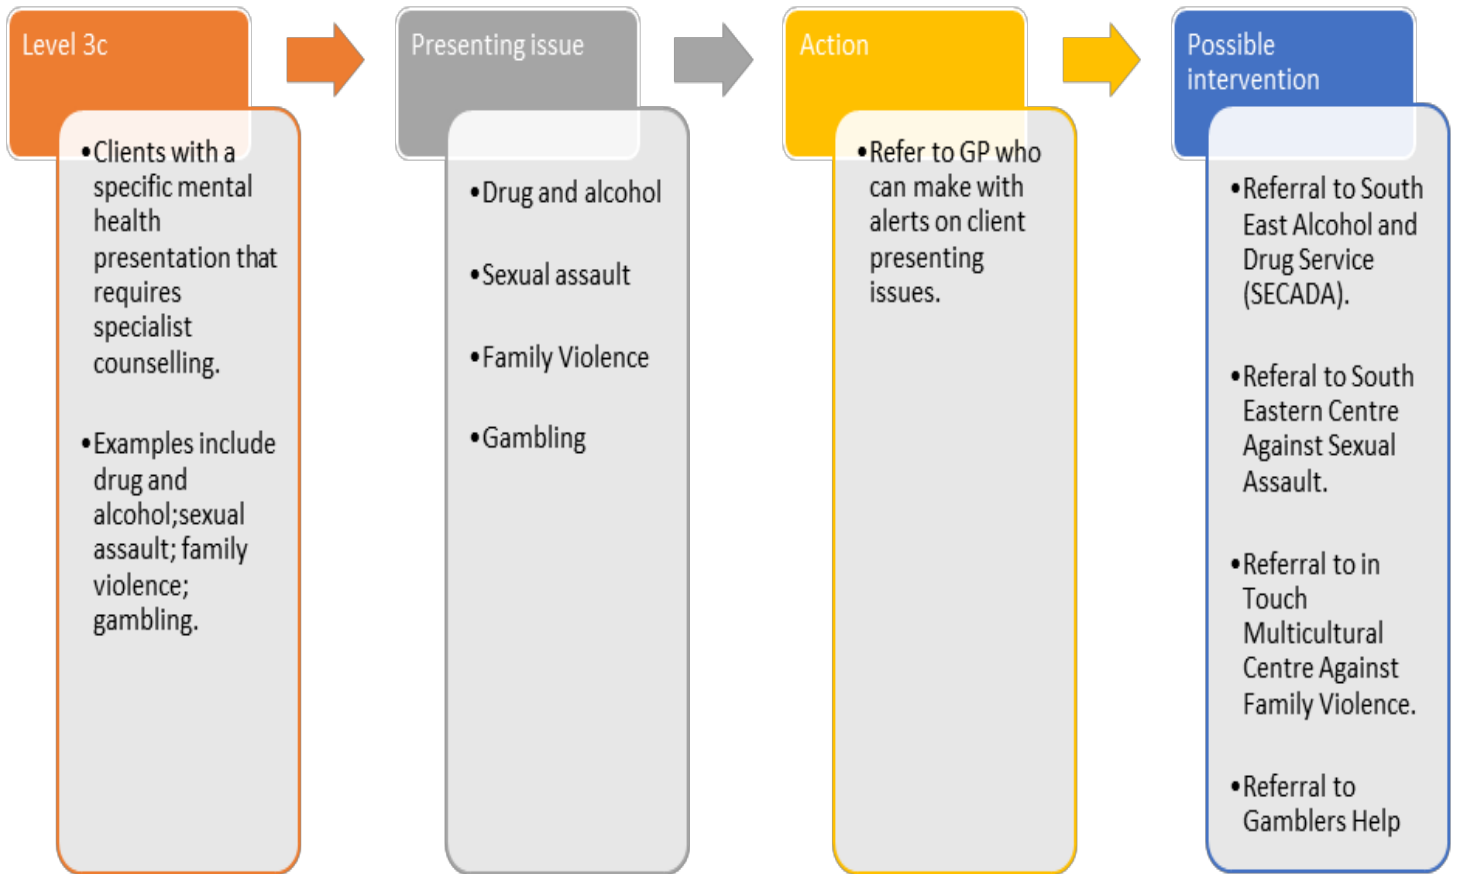 Level 3c
•Clients with a
specific mental
health
presentation that
requires
specialist
counselling.
•Examples include
drug and
alcohol;sexual
assault; family
violence;
gambling.
Presenting issue
•Drug and alcohol
•Sexual assault
•Family Violence
•Gambling
Action
•Refer to GP who
can make with
alerts on client
presenting
issues.
Possible
intervention
•Referral to South
East Alcohol and
Drug Service
(SECADA).
•Referal to South
Eastern Centre
Against Sexual
Assault.
•Referral to in
Touch
Multicultural
Centre Against
Family Violence.
•Referral to
Gamblers Help